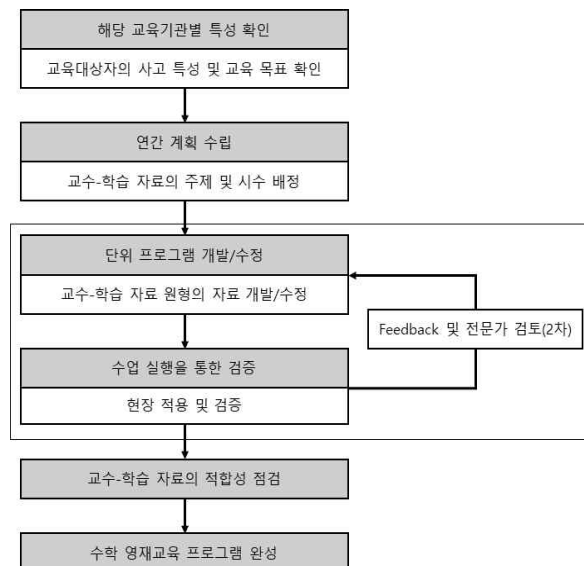 해당 교육기관별 특성 확인
교육대상자의 사고 특성 및 교육 목표 확인
연간 계획 수립
교수-학습 자료의 주제 및 시수 배정
단위 프로그램 개발/수정
교수-학습 자료 원형의 자료 개발/수정
Feedback 및 전문가 검토(2차)
수업 실행을 통한 검증
현장 적용 및 검증
교수-학습 자료의 적합성 점검
수학 영재교육 프로그램 완성